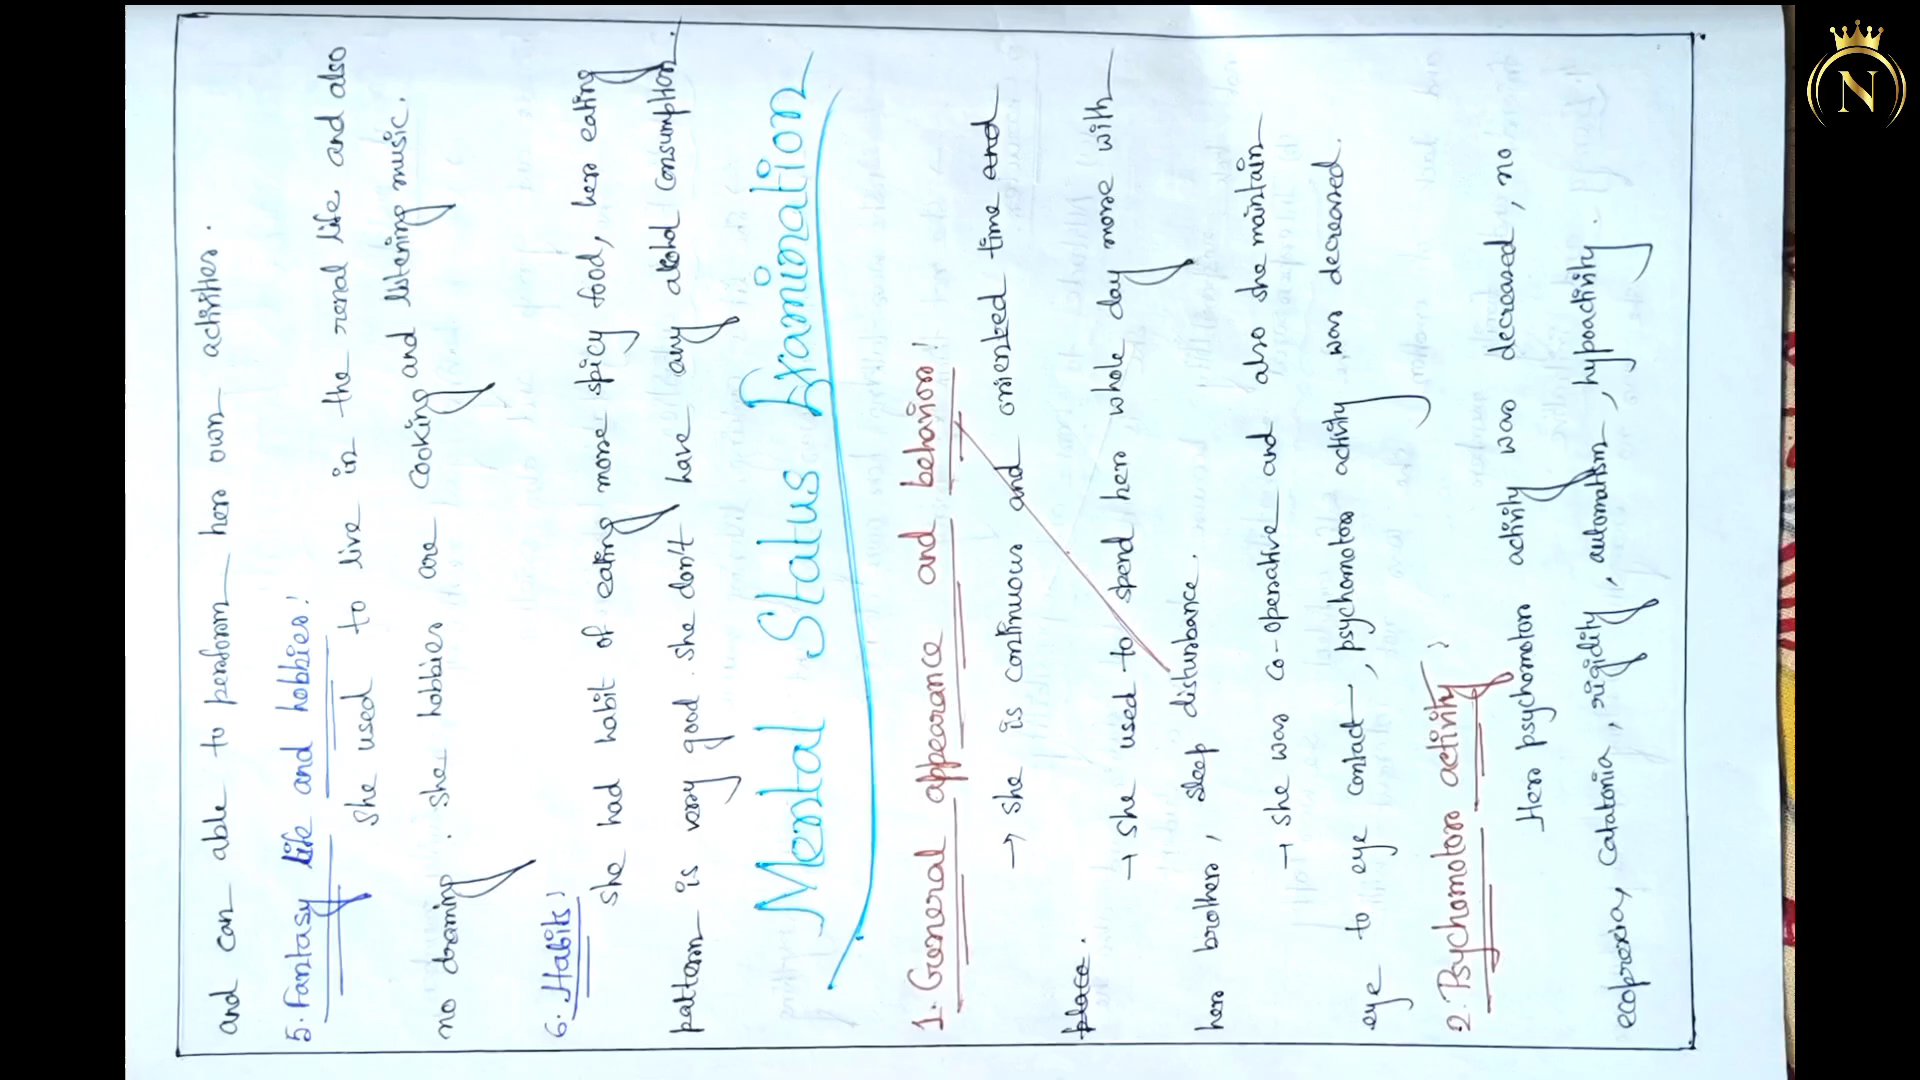 and can able to perform her own activities.
5. Fantasy life and hobbies:
She used to live in the real life and also
no draming. she hobbies are cooking and listening music.
6. Habits:
She had habit of eating more spicy food, her eating
pattern is very good. she don't have any alcohol consumption.
Mental Status Examination
1. General appearance and behavior:
→ she is continuous and oriented time and
place.
→ she used to spend her whole day more with
her brother, sleep disturbance.
→ she was co-operative and also she maintain
eye to eye contact, psychomotor activity was decreased.
2. Psychomotor activity:
Her psychomotor activity was decreased, no
ecopraxia, catatonia, rigidity, automatism, hypoactivity.
N